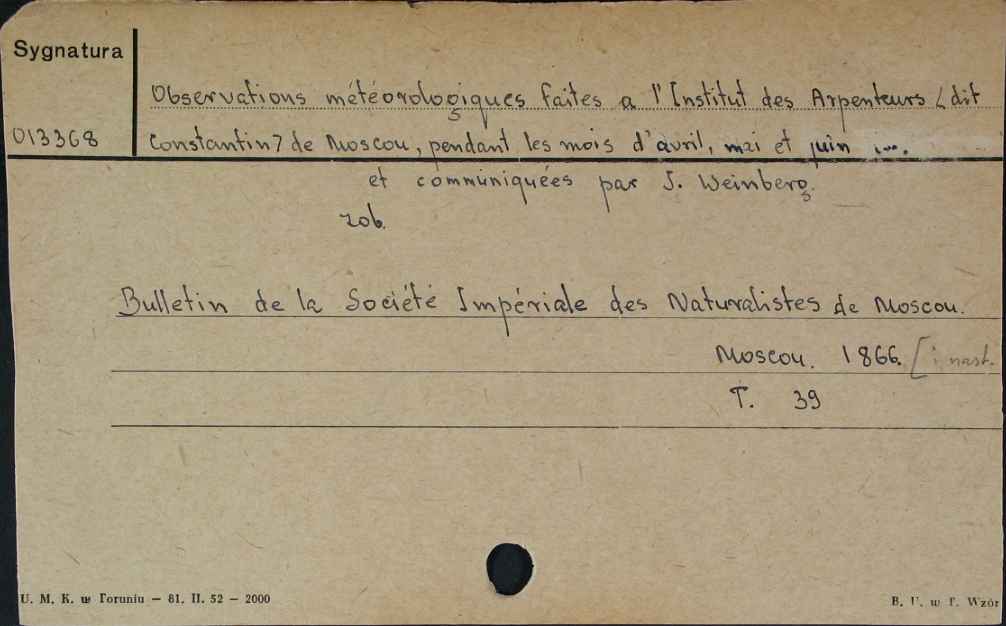 Sygnatura
Observations météorologiques faites a l'Institut des Arpenteurs (dit
013368 Constantin) de Moscou, pendant les mois d'avril, mai et juin i...
et communiquées par J. Weinberg.
zob.
Bulletin de la Société Impériale des Naturalistes de Moscou.
Moscou. 1866. [i nast.
T. 39
U. M. K. w Toruniu — 81. II. 52 — 2000
B. U. w T. Wzór